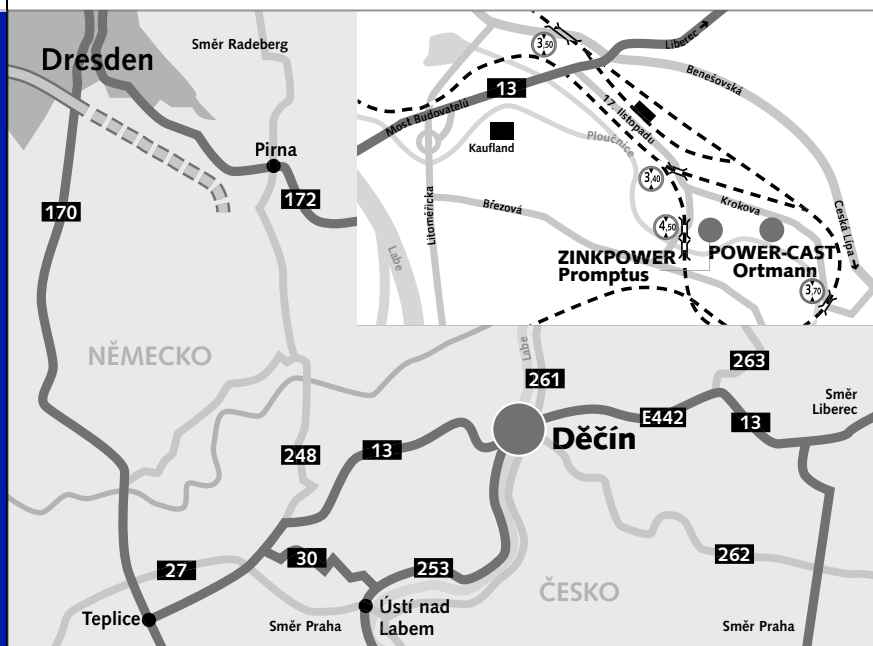 Dresden
Směr Radeberg
Pirna
170
172
NĚMECKO
248
13
27
30
253
Teplice
Směr Praha
Ústí nad
Labem
Labe
261
Děčín
E442
263
13
Směr
Liberec
262
ČESKO
Směr Praha
3,50
Liberec
Benešovská
13
Most Budovatelů
17. listopadu
Kaufland
Ploučnice
3,40
Krokova
Česká Lípa
Litoměřická
Březová
Labe
4,50
ZINKPOWER
Promptus
POWER-CAST
Ortmann
3,70